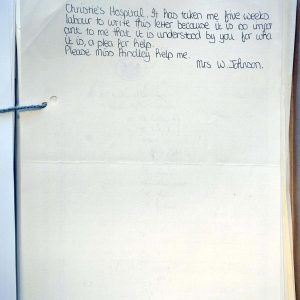 Christie's Hospital. It has taken me five weeks
labour to write this letter because it is so impor
tant to me that it is understood by you for what
it is, a plea for help.
Please Miss Hindley help me.
Mrs W. Johnson.